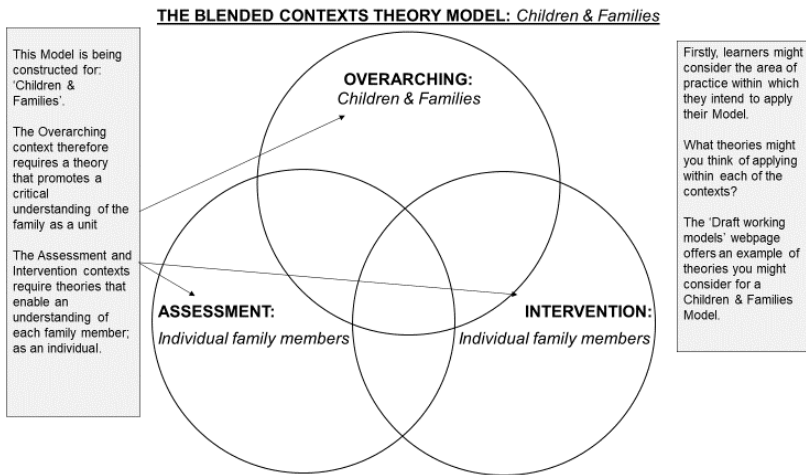 THE BLENDED CONTEXTS THEORY MODEL: Children & Families
This Model is being
constructed for:
‘Children &
Families’.
The Overarching
context therefore
requires a theory
that promotes a
critical
understanding of the
family as a unit
The Assessment and
Intervention contexts
require theories that
enable an
understanding of
each family member;
as an individual.
OVERARCHING:
Children & Families
ASSESSMENT:
Individual family members
INTERVENTION:
Individual family members
Firstly, learners might
consider the area of
practice within which
they intend to apply
their Model.
What theories might
you think of applying
within each of the
contexts?
The ‘Draft working
models’ webpage
offers an example of
theories you might
consider for a
Children & Families
Model.